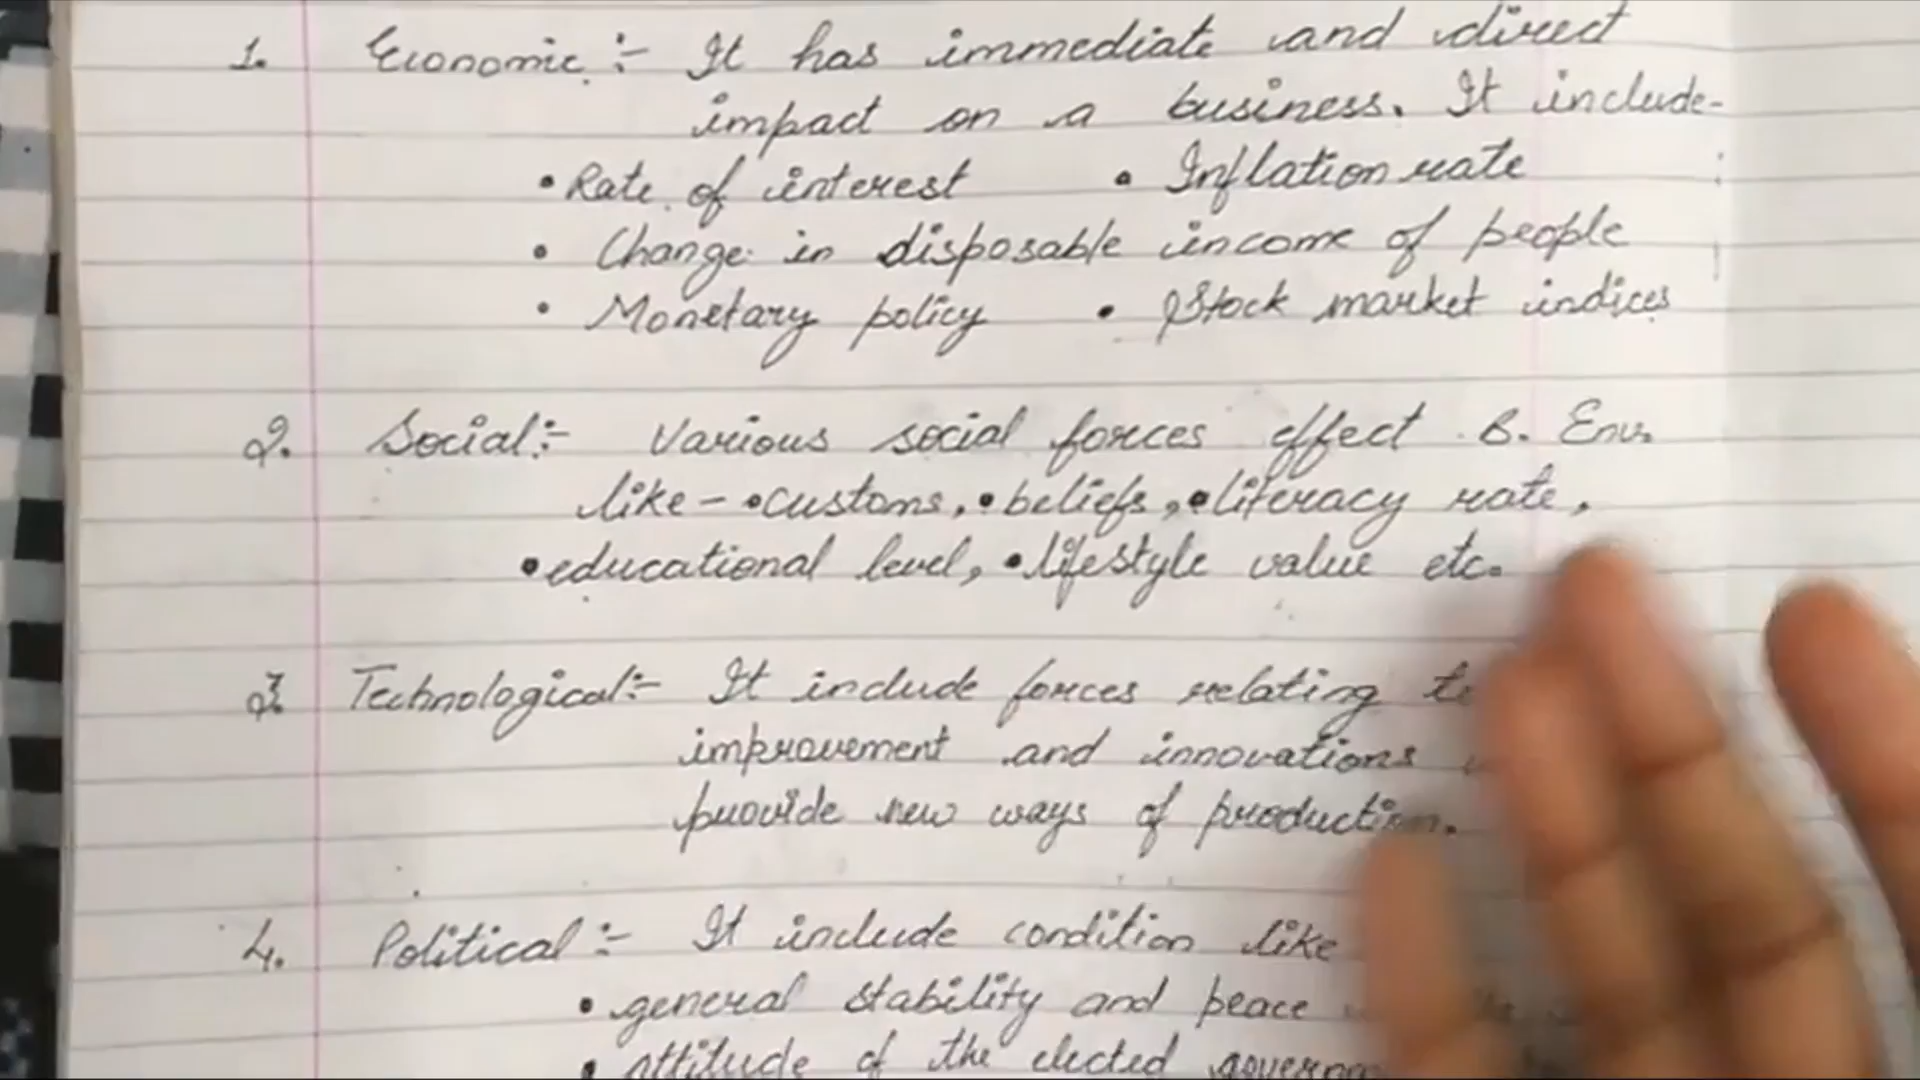 1. Economic :- It has immediate and direct
impact on a business. It include-
• Rate of interest • Inflation rate
• Change in disposable income of people
• Monetary policy • Stock market indices
2. Social:- Various social forces effect B. Env.
like - • customs, • beliefs, • literacy rate,
• educational level, • lifestyle value etc.
3. Technological:- It include forces relating
improvement and innovations
provide new ways of production.
4. Political :- It include condition like
• general stability and peace
• attitude of the elected